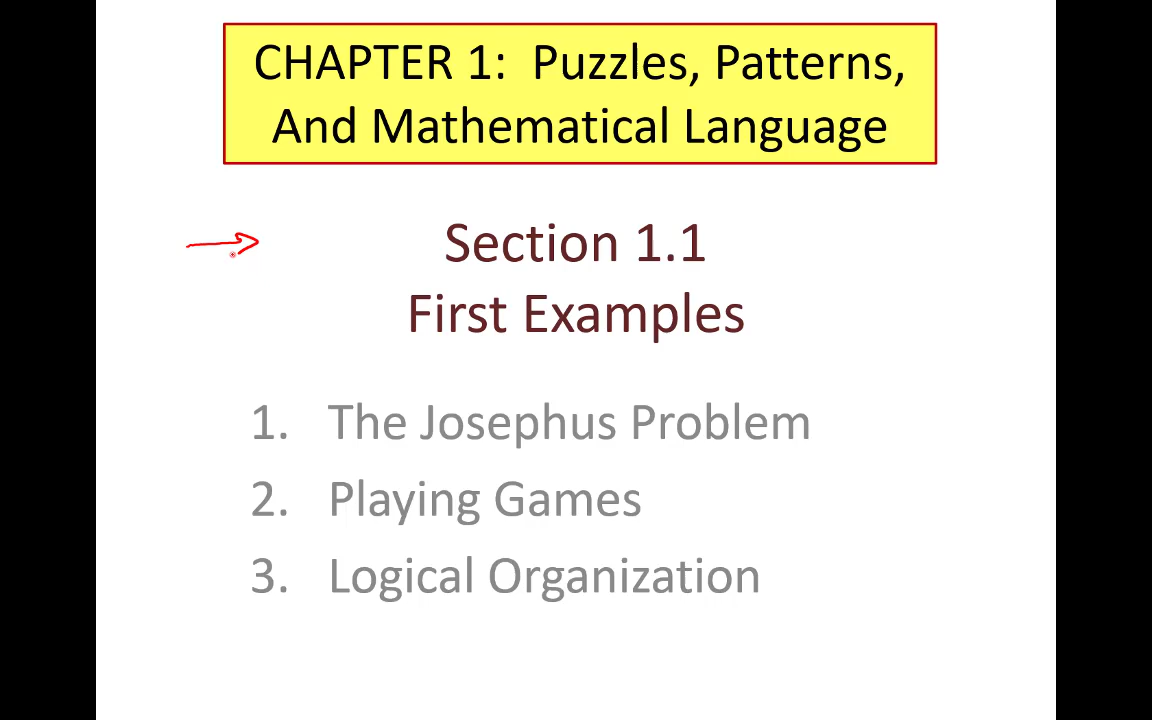 CHAPTER 1: Puzzles, Patterns,
And Mathematical Language
Section 1.1
First Examples
1. The Josephus Problem
2. Playing Games
3. Logical Organization